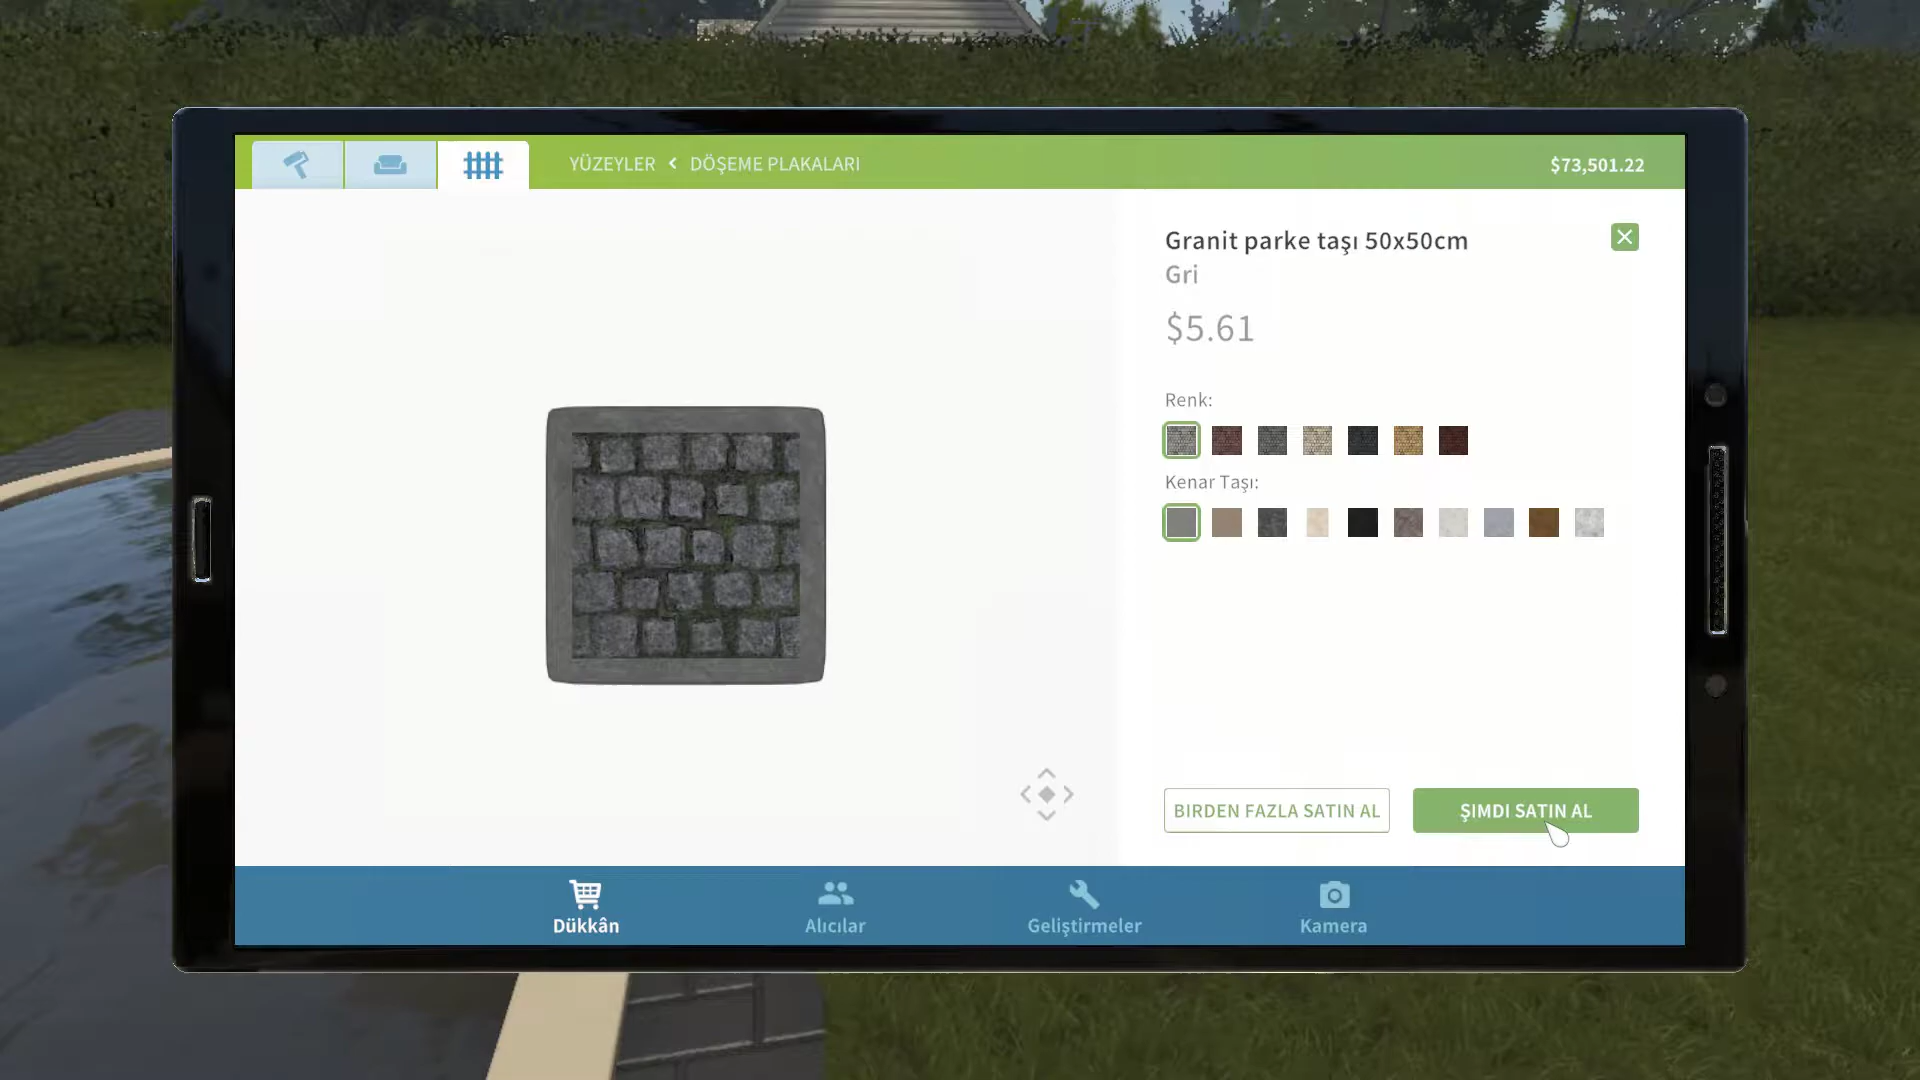 YÜZEYLER < DÖŞEME PLAKALARI
$73,501.22
Granit parke taşı 50x50cm
Gri
$5.61
Renk:
Kenar Taşı:
BIRDEN FAZLA SATIN AL
ŞIMDI SATIN AL
Dükkân
Alıcılar
Geliştirmeler
Kamera